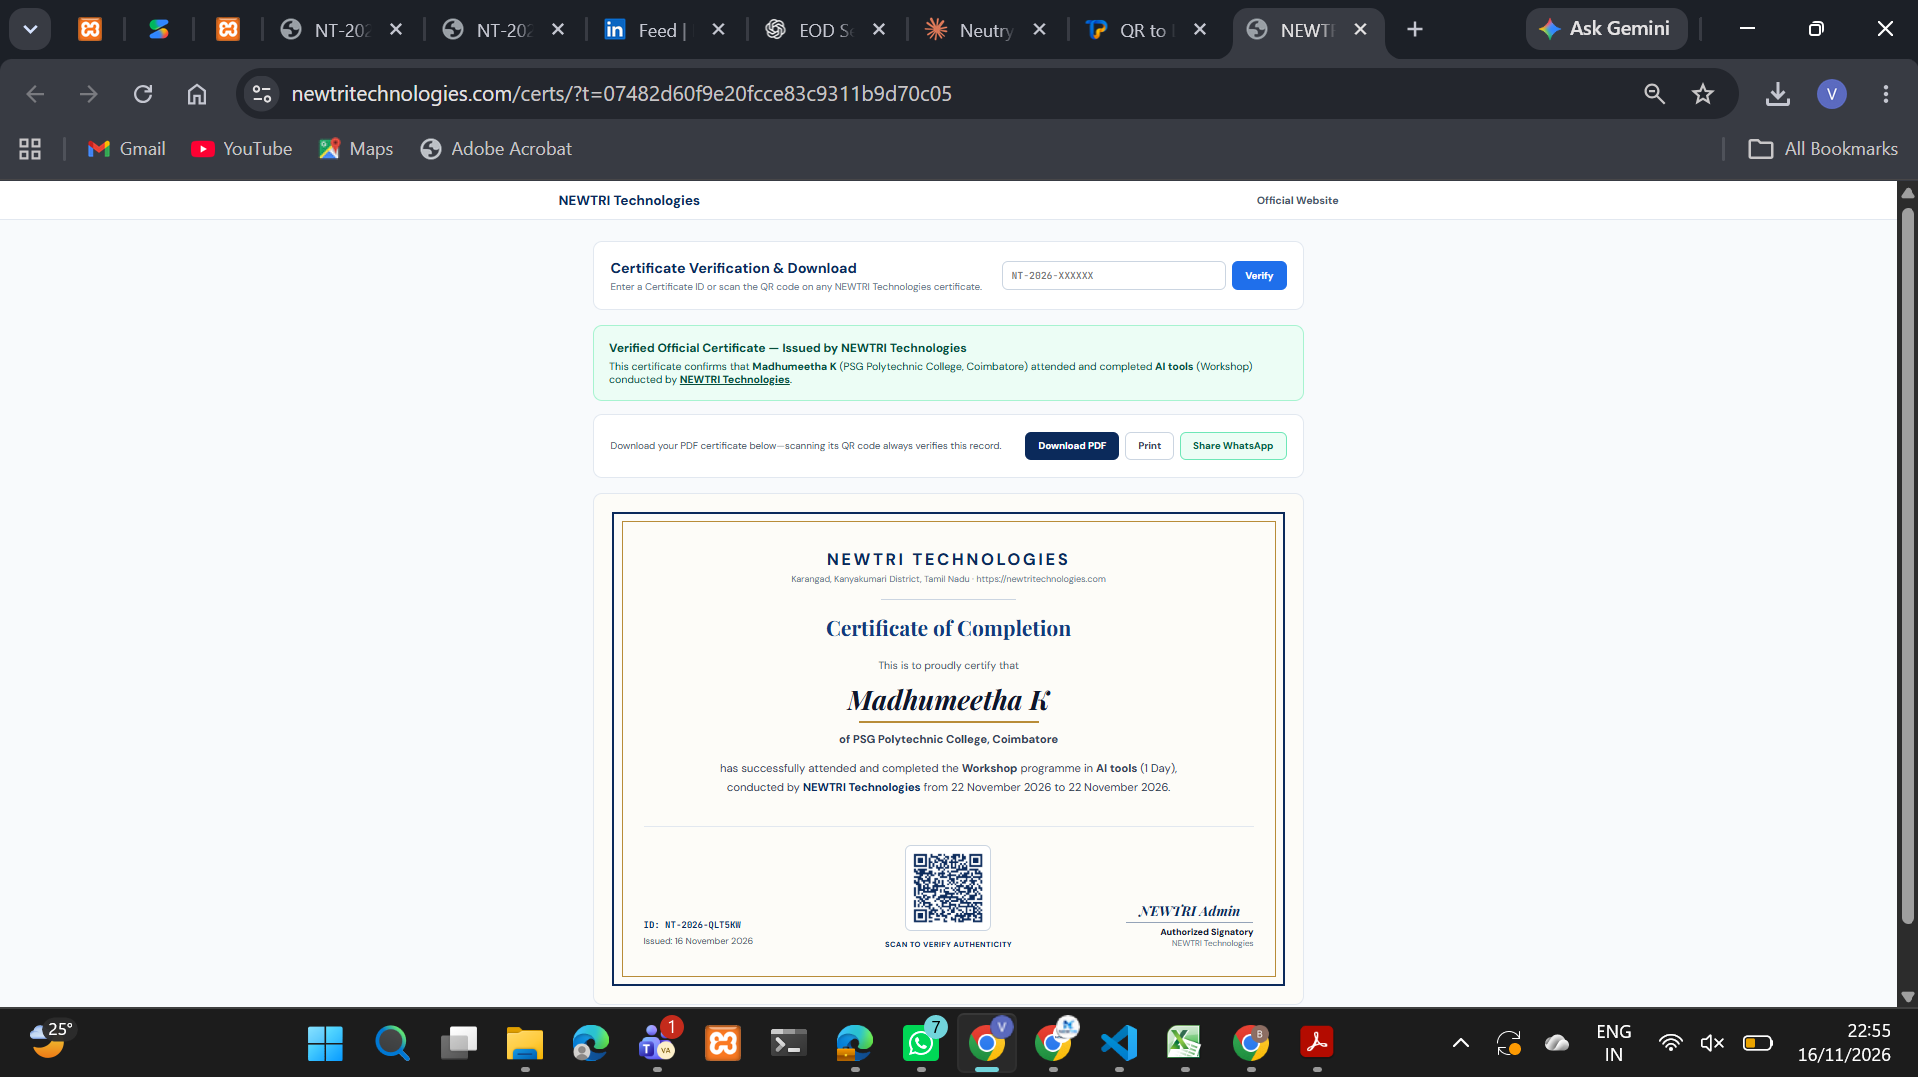 NT-202
NT-202
Feed |
EOD Se
Neutry
QR to
NEWTR
Ask Gemini
newtritechnologies.com/certs/?t=07482d60f9e20fcce83c9311b9d70c05
V
Gmail
YouTube
Maps
Adobe Acrobat
All Bookmarks
NEWTRI Technologies
Official Website
Certificate Verification & Download
Enter a Certificate ID or scan the QR code on any NEWTRI Technologies certificate.
NT-2026-XXXXXX
Verify
Verified Official Certificate — Issued by NEWTRI Technologies
This certificate confirms that Madhumeetha K (PSG Polytechnic College, Coimbatore) attended and completed AI tools (Workshop)
conducted by NEWTRI Technologies.
Download your PDF certificate below—scanning its QR code always verifies this record.
Download PDF
Print
Share WhatsApp
NEWTRI TECHNOLOGIES
Karangad, Kanyakumari District, Tamil Nadu · https://newtritechnologies.com
Certificate of Completion
This is to proudly certify that
Madhumeetha K
of PSG Polytechnic College, Coimbatore
has successfully attended and completed the Workshop programme in AI tools (1 Day),
conducted by NEWTRI Technologies from 22 November 2026 to 22 November 2026.
ID: NT-2026-QLT5KW
Issued: 16 November 2026
SCAN TO VERIFY AUTHENTICITY
NEWTRI Admin
Authorized Signatory
NEWTRI Technologies
25°
1
VA
7
V
B
ENG
IN
22:55
16/11/2026